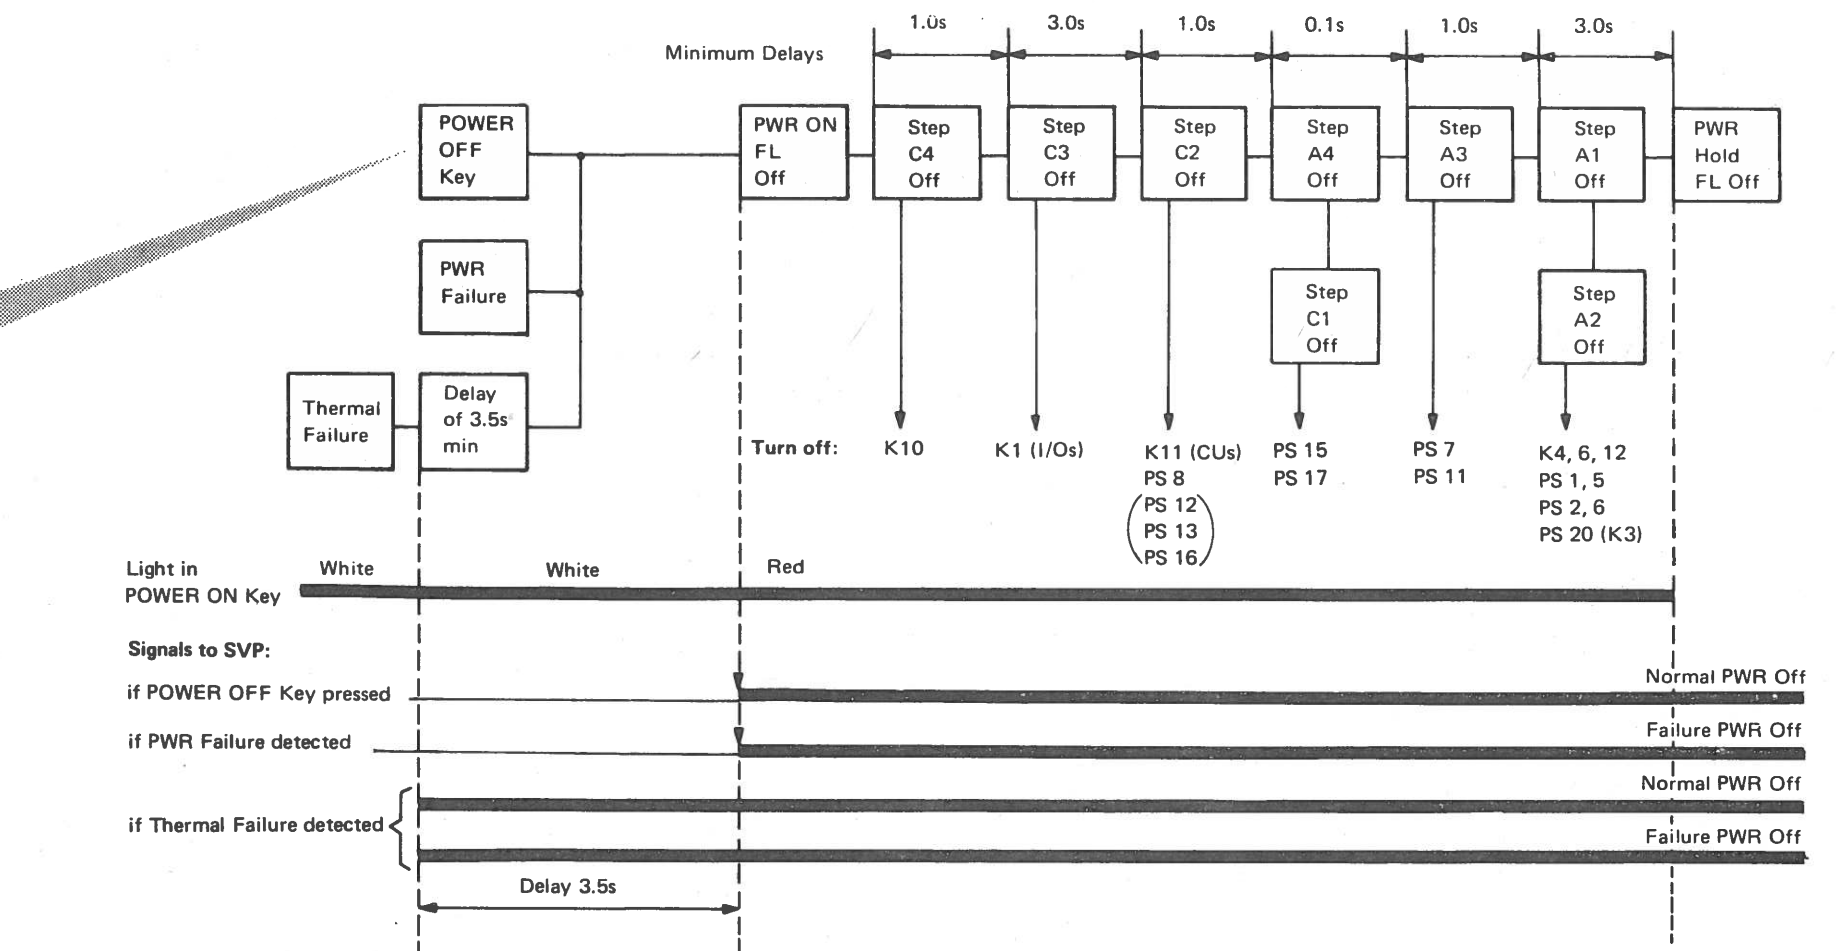 1.0s 3.0s 1.0s 0.1s 1.0s 3.0s
Minimum Delays
POWER
OFF
Key
PWR ON
FL
Off
Step
C4
Off
Step
C3
Off
Step
C2
Off
Step
A4
Off
Step
A3
Off
Step
A1
Off
PWR
Hold
FL Off
PWR
Failure
Step
C1
Off
Step
A2
Off
Thermal
Failure
Delay
of 3.5s
min
Turn off:
K10
K1 (I/Os)
K11 (CUs)
PS 8
(PS 12
PS 13
PS 16)
PS 15
PS 17
PS 7
PS 11
K4, 6, 12
PS 1, 5
PS 2, 6
PS 20 (K3)
Light in
POWER ON Key
White
White
Red
Signals to SVP:
if POWER OFF Key pressed
Normal PWR Off
if PWR Failure detected
Failure PWR Off
if Thermal Failure detected
Normal PWR Off
Failure PWR Off
Delay 3.5s